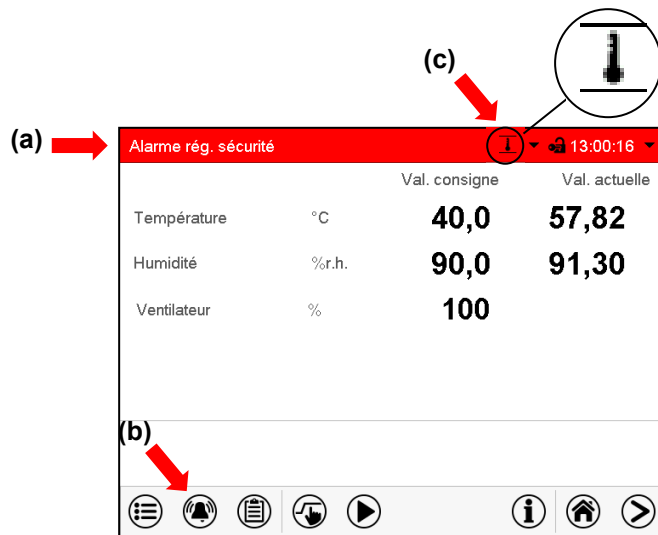 (c)
(a)
Alarme rég. sécurité 13:00:16
Val. consigne Val. actuelle
Température °C 40,0 57,82
Humidité %r.h. 90,0 91,30
Ventilateur % 100
(b)